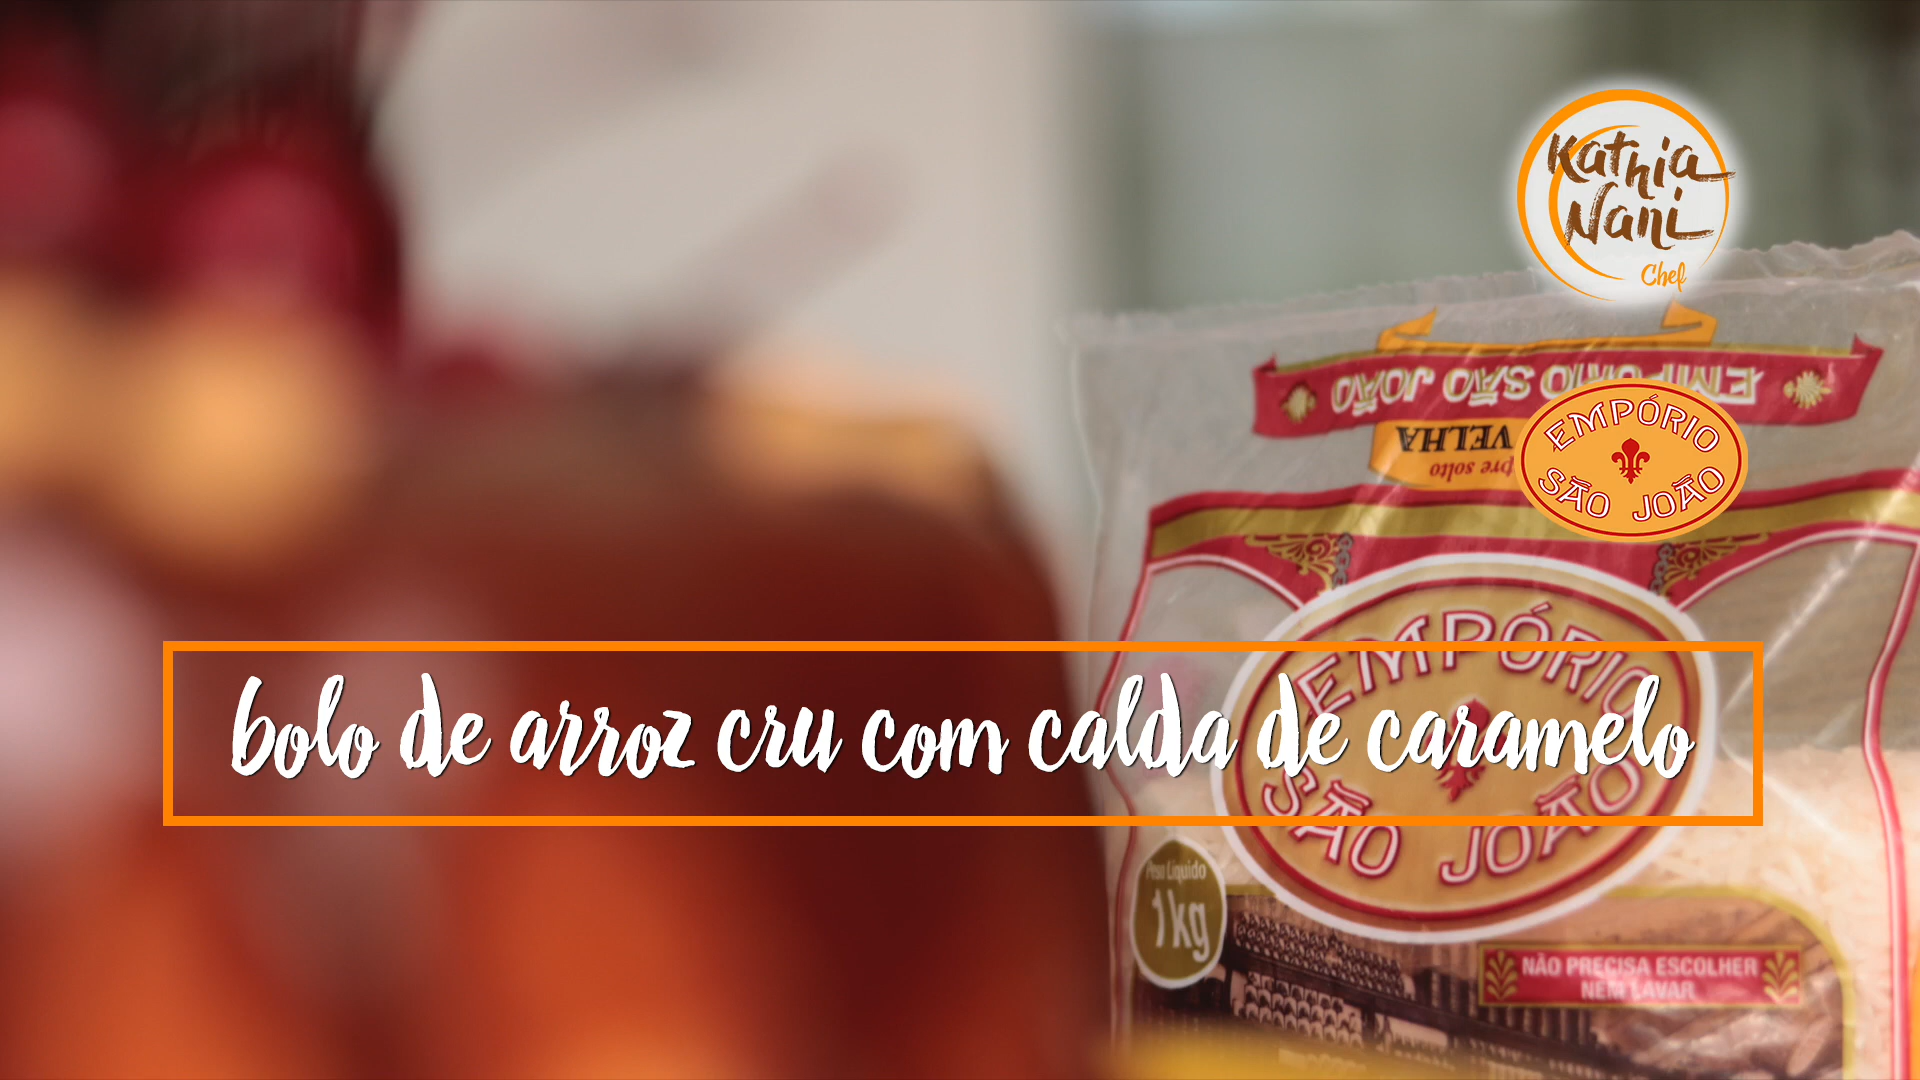 Kathia
Nani
Chef
EMPÓRIO SÃO JOÃO
VELHA
solto
EMPÓRIO
SÃO JOÃO
EMPÓRIO
SÃO JOÃO
bolo de arroz cru com calda de caramelo
Peso Líquido
1kg
NÃO PRECISA ESCOLHER
NEM LAVAR